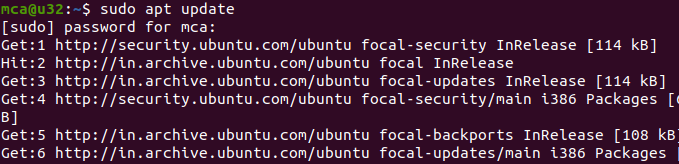 mca@u32:~$ sudo apt update
[sudo] password for mca:
Get:1 http://security.ubuntu.com/ubuntu focal-security InRelease [114 kB]
Hit:2 http://in.archive.ubuntu.com/ubuntu focal InRelease
Get:3 http://in.archive.ubuntu.com/ubuntu focal-updates InRelease [114 kB]
Get:4 http://security.ubuntu.com/ubuntu focal-security/main i386 Packages [
B]
Get:5 http://in.archive.ubuntu.com/ubuntu focal-backports InRelease [108 kB]
Get:6 http://in.archive.ubuntu.com/ubuntu focal-updates/main i386 Packages